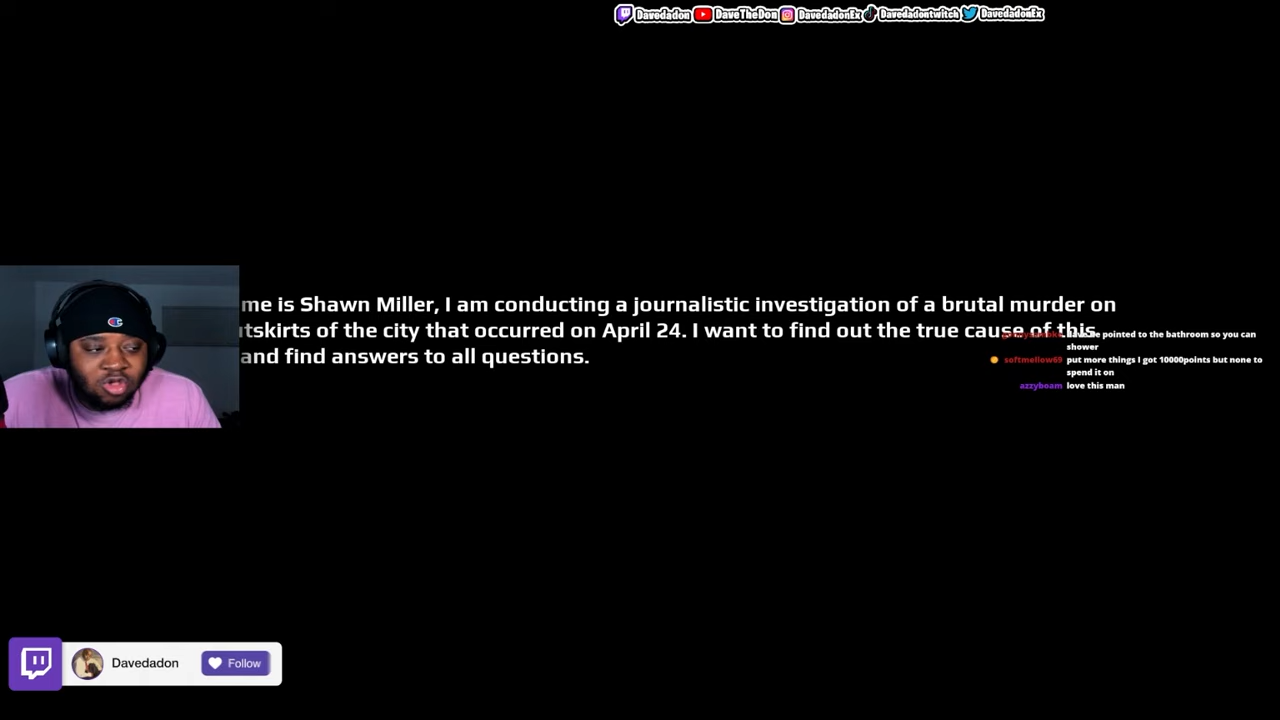 Davedadon DaveTheDon DavedadonEx Davedadontwitch DavedadonEx
me is Shawn Miller, I am conducting a journalistic investigation of a brutal murder on
tskirts of the city that occurred on April 24. I want to find out the true cause of this
and find answers to all questions.
pointed to the bathroom so you can
shower
softmellow69 put more things I got 10000points but none to
spend it on
azzyboam love this man
Davedadon Follow